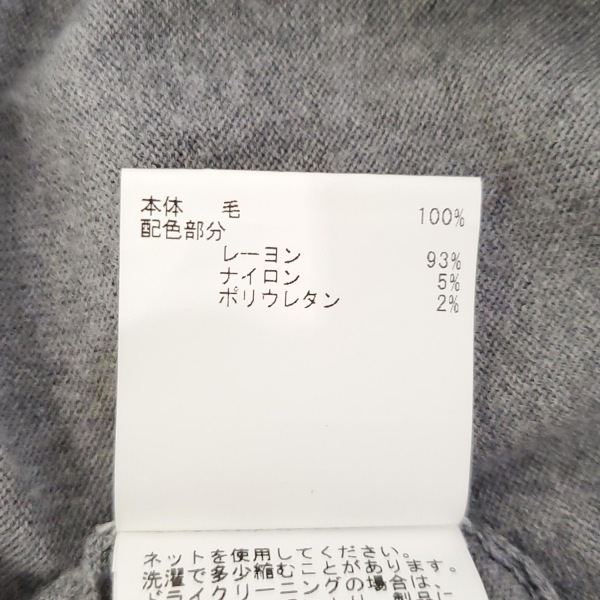 本体 毛 100%
配色部分
レーヨン 93%
ナイロン 5%
ポリウレタン 2%
ネットを使用してください。
洗濯で多少縮むことがあります。
ドライクリーニングの場合は、
製品に